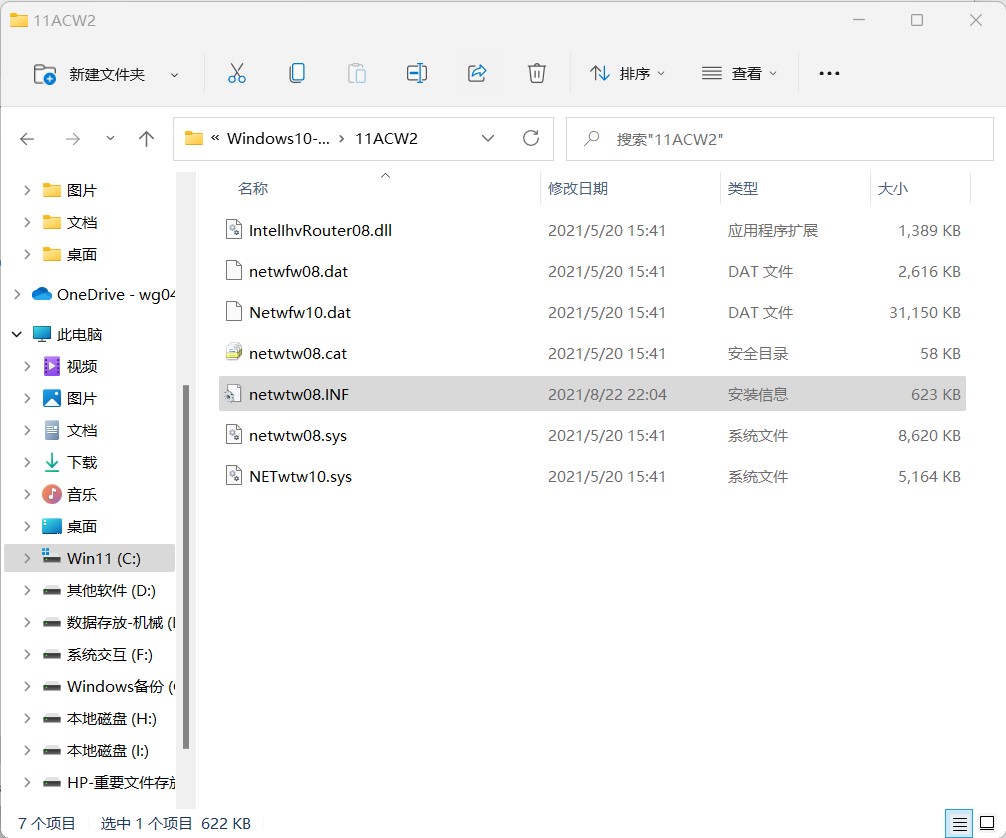 11ACW2
新建文件夹 排序 查看
« Windows10-... › 11ACW2 搜索"11ACW2"
名称 修改日期 类型 大小
图片
文档
桌面
OneDrive - wg04
此电脑
视频
图片
文档
下载
音乐
桌面
Win11 (C:)
其他软件 (D:)
数据存放-机械 (
系统交互 (F:)
Windows备份 (
本地磁盘 (H:)
本地磁盘 (I:)
HP-重要文件存放
IntelIhvRouter08.dll 2021/5/20 15:41 应用程序扩展 1,389 KB
netwfw08.dat 2021/5/20 15:41 DAT 文件 2,616 KB
Netwfw10.dat 2021/5/20 15:41 DAT 文件 31,150 KB
netwtw08.cat 2021/5/20 15:41 安全目录 58 KB
netwtw08.INF 2021/8/22 22:04 安装信息 623 KB
netwtw08.sys 2021/5/20 15:41 系统文件 8,620 KB
NETwtw10.sys 2021/5/20 15:41 系统文件 5,164 KB
7 个项目 选中 1 个项目 622 KB